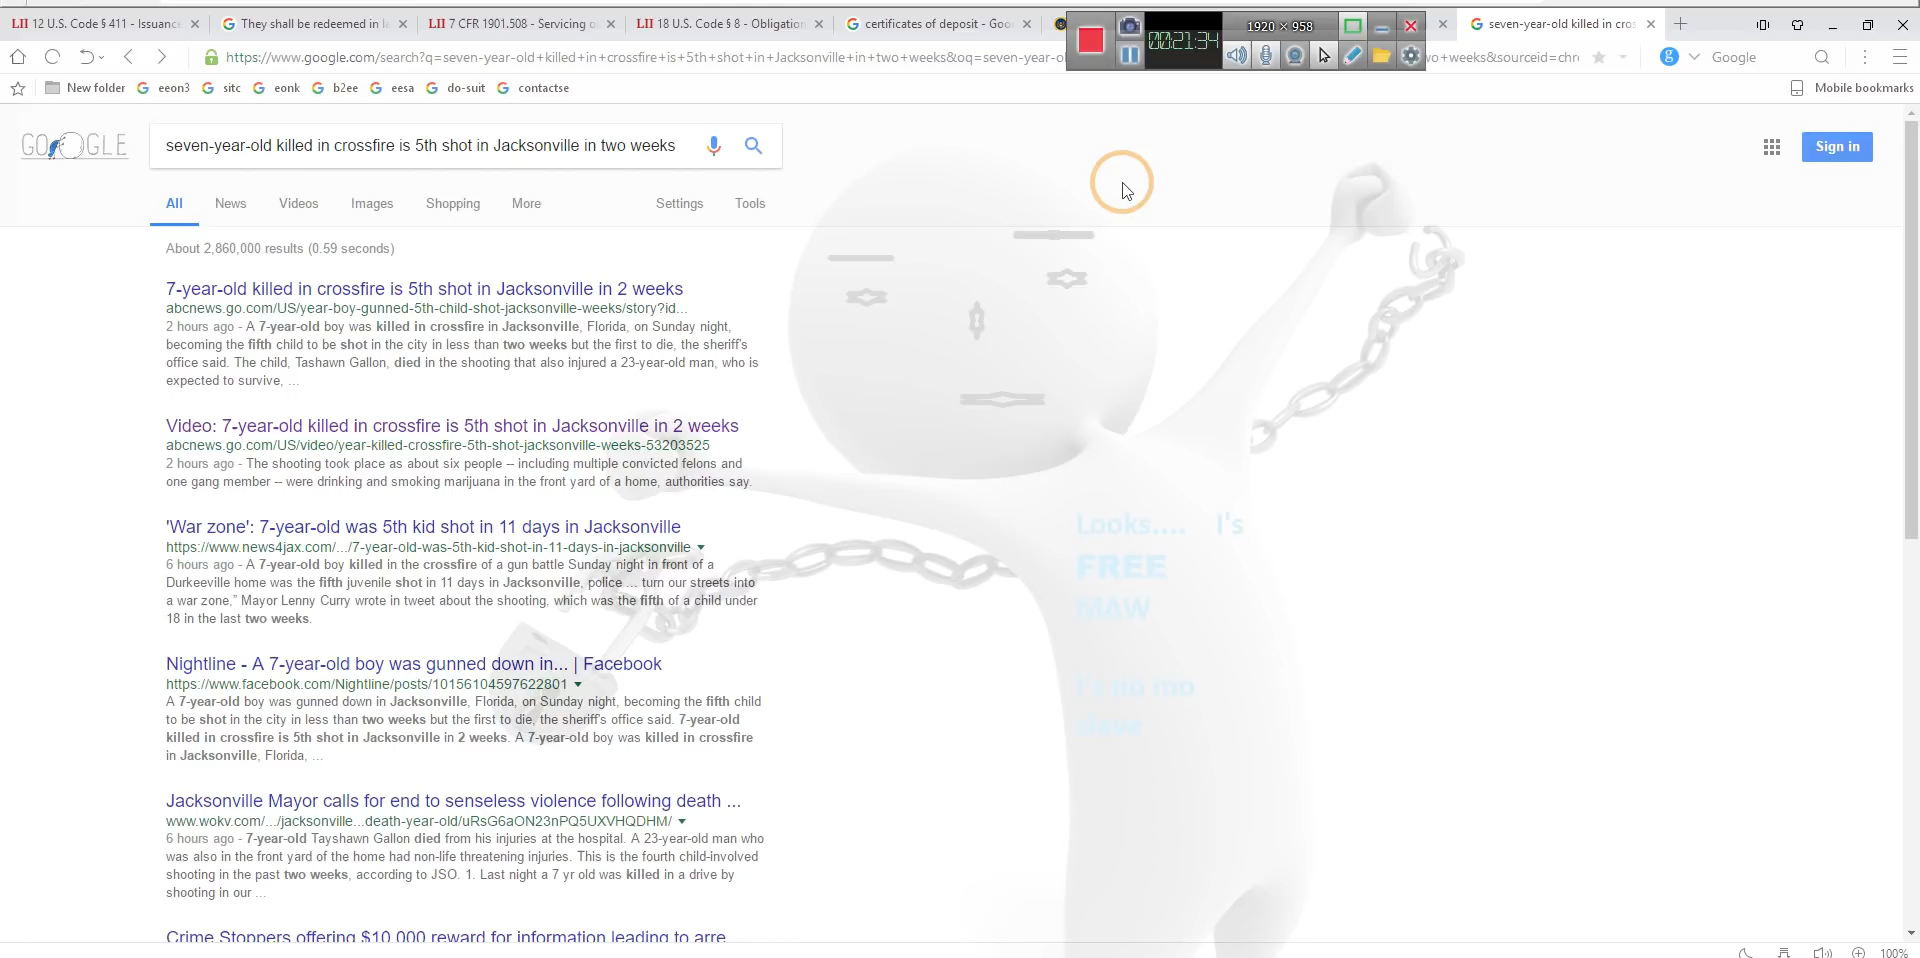 12 U.S. Code § 411 - Issuanc
They shall be redeemed in la
7 CFR 1901.508 - Servicing o
18 U.S. Code § 8 - Obligation
certificates of deposit - Goo
seven-year-old killed in cros
00:21:34
1920 × 958
https://www.google.com/search?q=seven-year-old+killed+in+crossfire+is+5th+shot+in+Jacksonville+in+two+weeks&oq=seven-year-ol
wo+weeks&sourceid=chr
Google
New folder
eeon3
sitc
eonk
b2ee
eesa
do-suit
contactse
Mobile bookmarks
GOOGLE
seven-year-old killed in crossfire is 5th shot in Jacksonville in two weeks
Sign in
All News Videos Images Shopping More Settings Tools
About 2,860,000 results (0.59 seconds)
7-year-old killed in crossfire is 5th shot in Jacksonville in 2 weeks
abcnews.go.com/US/year-boy-gunned-5th-child-shot-jacksonville-weeks/story?id...
2 hours ago - A 7-year-old boy was killed in crossfire in Jacksonville, Florida, on Sunday night,
becoming the fifth child to be shot in the city in less than two weeks but the first to die, the sheriff's
office said. The child, Tashawn Gallon, died in the shooting that also injured a 23-year-old man, who is
expected to survive, ...
Video: 7-year-old killed in crossfire is 5th shot in Jacksonville in 2 weeks
abcnews.go.com/US/video/year-killed-crossfire-5th-shot-jacksonville-weeks-53203525
2 hours ago - The shooting took place as about six people -- including multiple convicted felons and
one gang member -- were drinking and smoking marijuana in the front yard of a home, authorities say.
'War zone': 7-year-old was 5th kid shot in 11 days in Jacksonville
https://www.news4jax.com/.../7-year-old-was-5th-kid-shot-in-11-days-in-jacksonville
6 hours ago - A 7-year-old boy killed in the crossfire of a gun battle Sunday night in front of a
Durkeeville home was the fifth juvenile shot in 11 days in Jacksonville, police ... turn our streets into
a war zone,” Mayor Lenny Curry wrote in tweet about the shooting, which was the fifth of a child under
18 in the last two weeks.
Nightline - A 7-year-old boy was gunned down in... | Facebook
https://www.facebook.com/Nightline/posts/10156104597622801
A 7-year-old boy was gunned down in Jacksonville, Florida, on Sunday night, becoming the fifth child
to be shot in the city in less than two weeks but the first to die, the sheriff's office said. 7-year-old
killed in crossfire is 5th shot in Jacksonville in 2 weeks. A 7-year-old boy was killed in crossfire
in Jacksonville, Florida, ...
Jacksonville Mayor calls for end to senseless violence following death ...
www.wokv.com/.../jacksonville...death-year-old/uRsG6aON23nPQ5UXVHQDHM/
6 hours ago - 7-year-old Tayshawn Gallon died from his injuries at the hospital. A 23-year-old man who
was also in the front yard of the home had non-life threatening injuries. This is the fourth child-involved
shooting in the past two weeks, according to JSO. 1. Last night a 7 yr old was killed in a drive by
shooting in our ...
Crime Stoppers offering $10,000 reward for information leading to arre
Looks.... I's
FREE
MAW
I's no mo
slave
100%